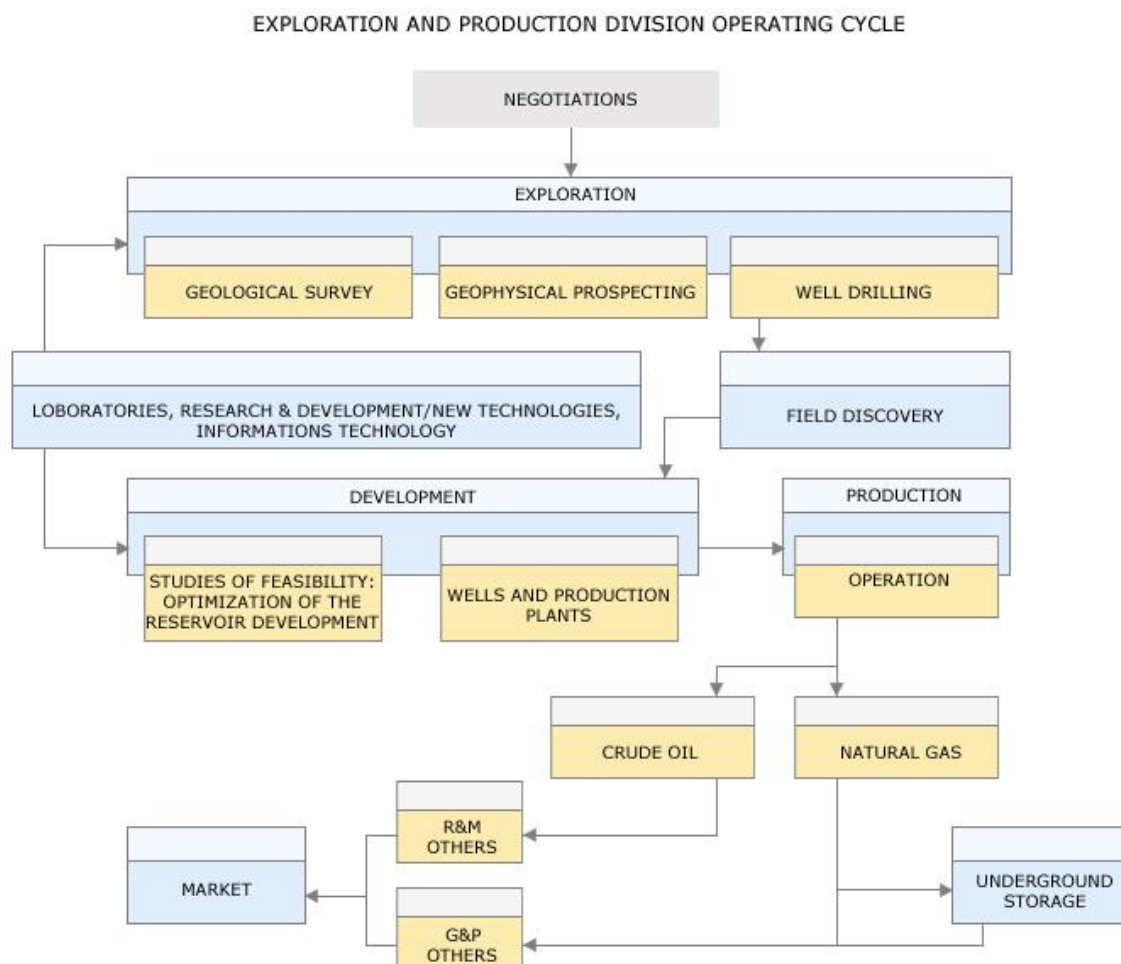 EXPLORATION AND PRODUCTION DIVISION OPERATING CYCLE
NEGOTIATIONS
EXPLORATION
GEOLOGICAL SURVEY
GEOPHYSICAL PROSPECTING
WELL DRILLING
LOBORATORIES, RESEARCH & DEVELOPMENT/NEW TECHNOLOGIES,
INFORMATIONS TECHNOLOGY
FIELD DISCOVERY
DEVELOPMENT
PRODUCTION
STUDIES OF FEASIBILITY:
OPTIMIZATION OF THE
RESERVOIR DEVELOPMENT
WELLS AND PRODUCTION
PLANTS
OPERATION
CRUDE OIL
NATURAL GAS
R&M
OTHERS
MARKET
UNDERGROUND
STORAGE
G&P
OTHERS